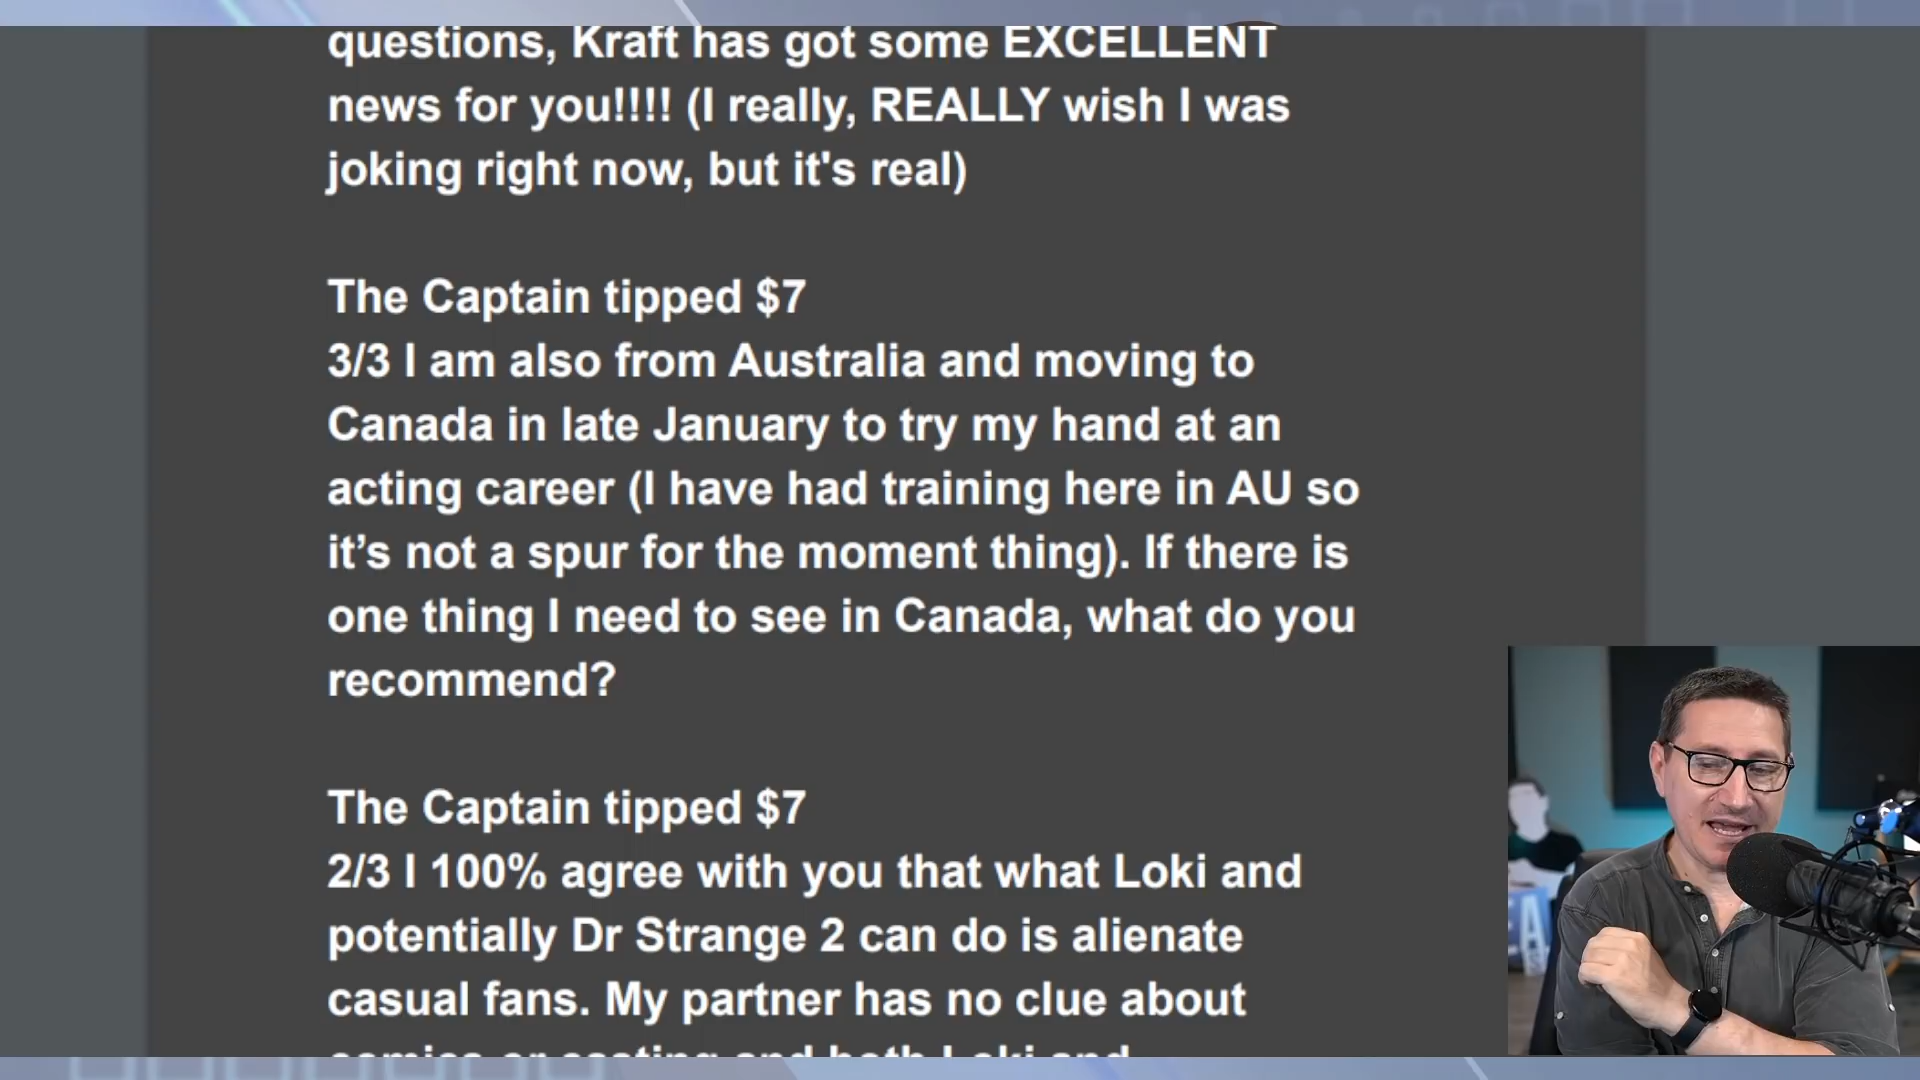 questions, Kraft has got some EXCELLENT
news for you!!!! (I really, REALLY wish I was
joking right now, but it's real)
The Captain tipped $7
3/3 I am also from Australia and moving to
Canada in late January to try my hand at an
acting career (I have had training here in AU so
it’s not a spur for the moment thing). If there is
one thing I need to see in Canada, what do you
recommend?
The Captain tipped $7
2/3 I 100% agree with you that what Loki and
potentially Dr Strange 2 can do is alienate
casual fans. My partner has no clue about